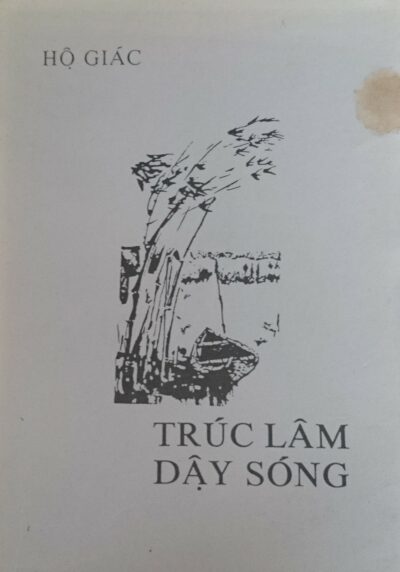 HỘ GIÁC
TRÚC LÂM
DẬY SÓNG